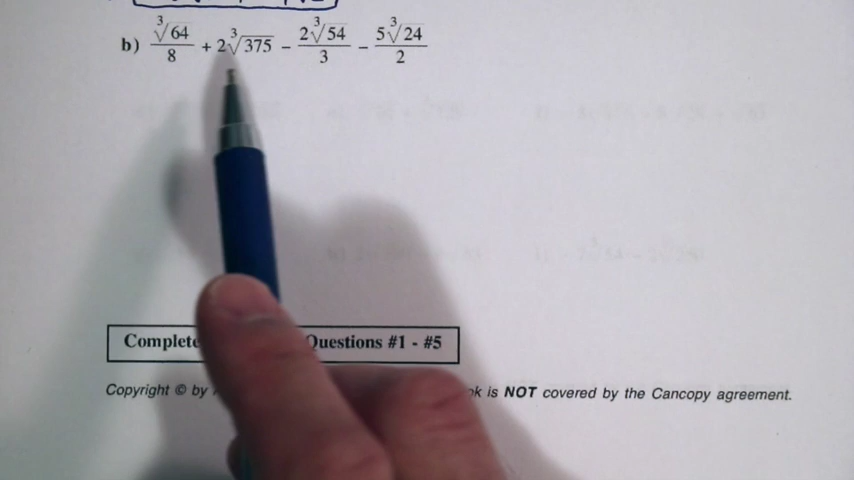 b) ∛64/8 + 2∛375 − 2∛54/3 − 5∛24/2
Complete Questions #1 - #5
Copyright © by is NOT covered by the Cancopy agreement.